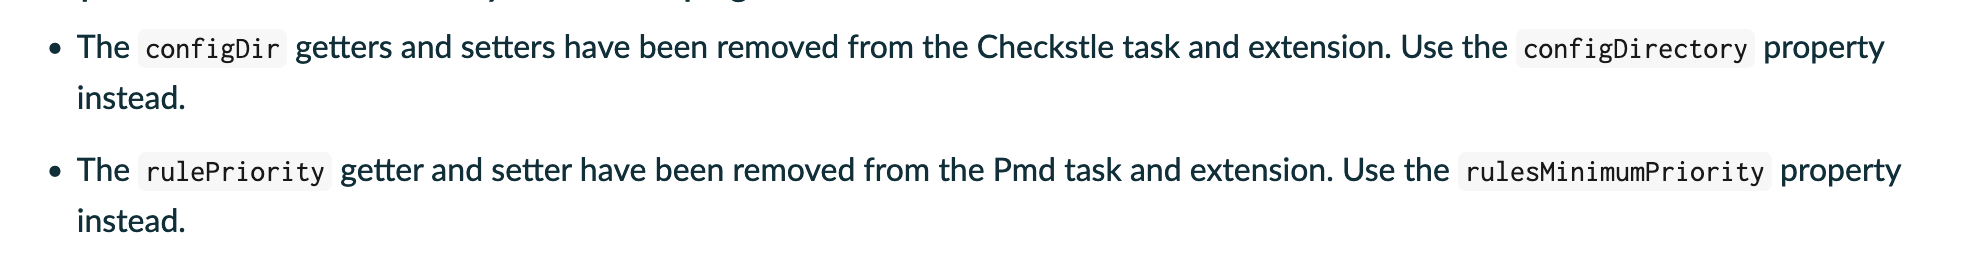 • The configDir getters and setters have been removed from the Checkstle task and extension. Use the configDirectory property
instead.
• The rulePriority getter and setter have been removed from the Pmd task and extension. Use the rulesMinimumPriority property
instead.